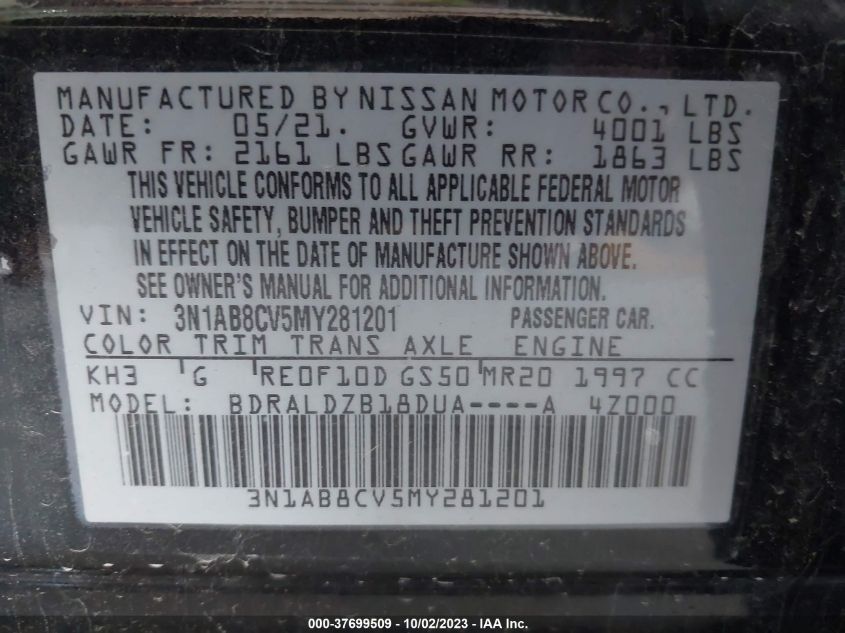 MANUFACTURED BY NISSAN MOTOR CO., LTD.
DATE: 05/21. GVWR: 4001 LBS
GAWR FR: 2161 LBS GAWR RR: 1863 LBS
THIS VEHICLE CONFORMS TO ALL APPLICABLE FEDERAL MOTOR
VEHICLE SAFETY, BUMPER AND THEFT PREVENTION STANDARDS
IN EFFECT ON THE DATE OF MANUFACTURE SHOWN ABOVE.
SEE OWNER'S MANUAL FOR ADDITIONAL INFORMATION.
VIN: 3N1AB8CV5MY281201 PASSENGER CAR.
COLOR TRIM TRANS AXLE ENGINE
KH3 G RE0F10D GS50 MR20 1997 CC
MODEL: BDRALDZB18DUA----A 4Z000
3N1AB8CV5MY281201
000-37699509 - 10/02/2023 - IAA Inc.